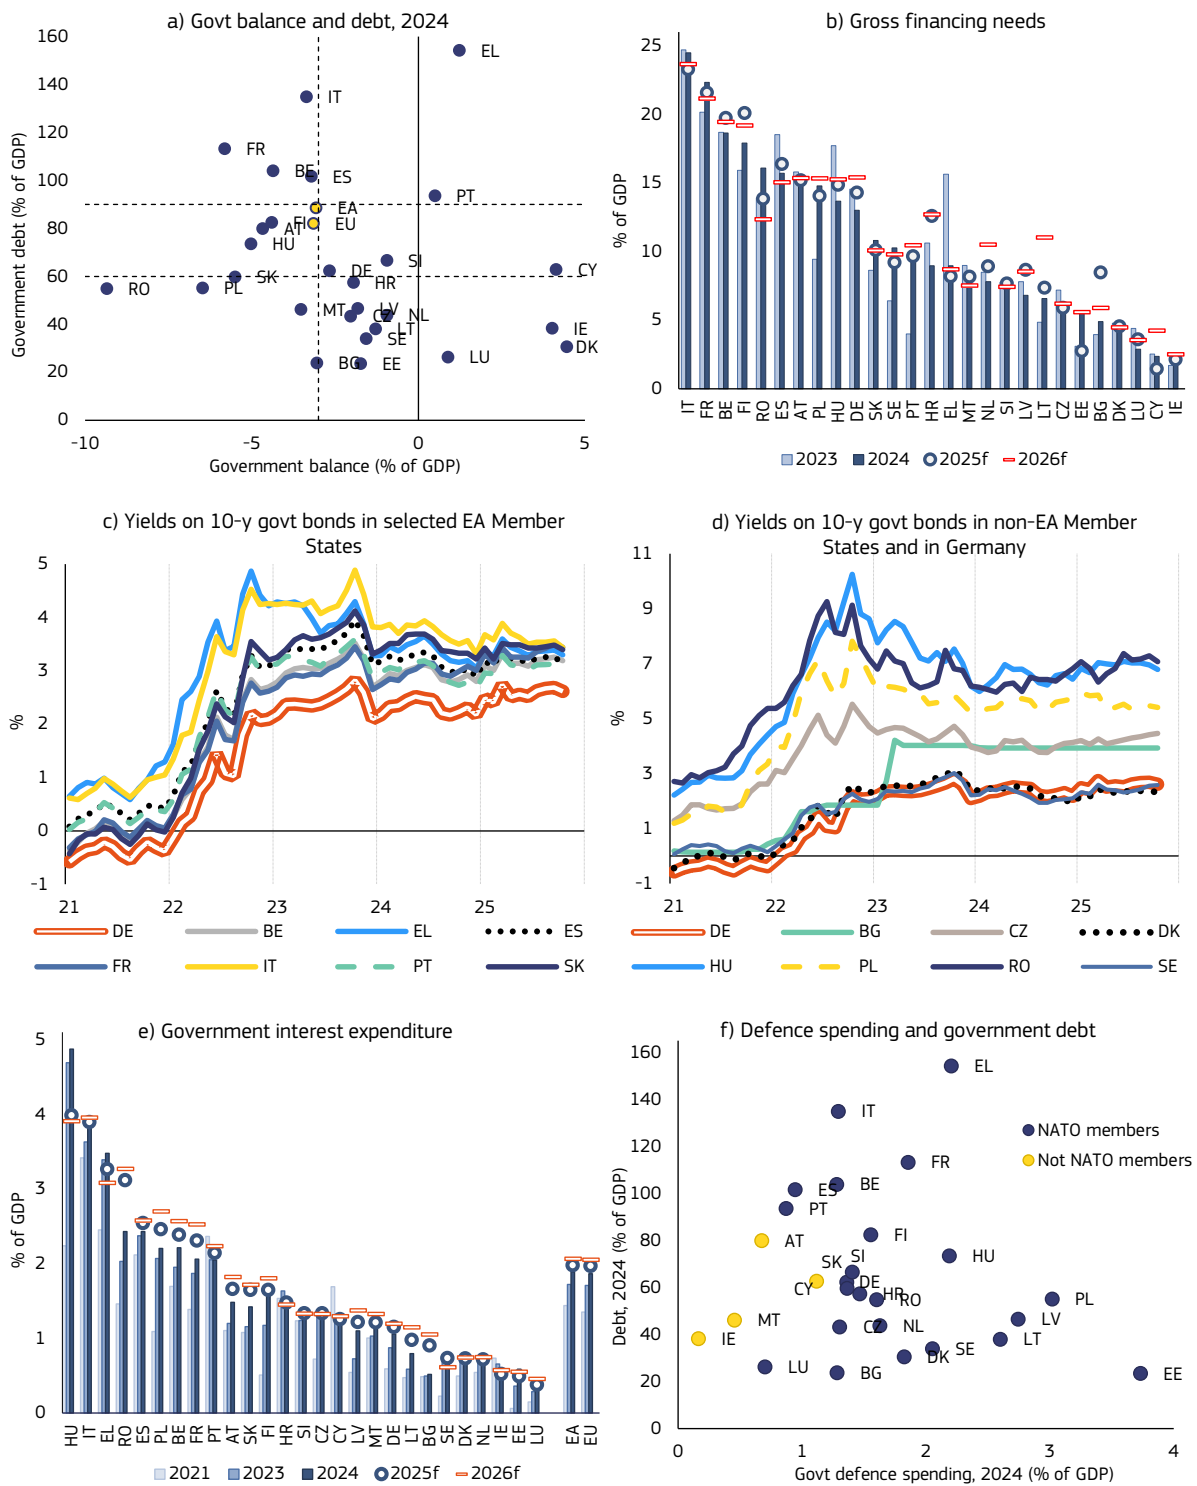 a) Govt balance and debt, 2024
160
140
120
100
80
60
40
20
0
-10
-5
0
5
Government debt (% of GDP)
Government balance (% of GDP)
EL
IT
FR
BE
ES
PT
EA
FI
EU
AT
HU
SI
SK
DE
CY
RO
PL
HR
MT
LV
CZ
NL
LT
IE
SE
DK
BG
EE
LU
b) Gross financing needs
25
20
15
10
5
0
% of GDP
IT
FR
BE
FI
RO
ES
AT
PL
HU
DE
SK
SE
PT
HR
EL
MT
NL
SI
LV
LT
CZ
EE
BG
DK
LU
CY
IE
2023
2024
2025f
2026f
c) Yields on 10-y govt bonds in selected EA Member
States
5
4
3
2
1
0
-1
%
21
22
23
24
25
DE
BE
EL
ES
FR
IT
PT
SK
d) Yields on 10-y govt bonds in non-EA Member
States and in Germany
11
9
7
5
3
1
-1
%
21
22
23
24
25
DE
BG
CZ
DK
HU
PL
RO
SE
e) Government interest expenditure
5
4
3
2
1
0
% of GDP
HU
IT
EL
RO
ES
PL
BE
FR
PT
AT
SK
FI
HR
SI
CZ
CY
LV
MT
DE
LT
BG
SE
DK
NL
IE
EE
LU
EA
EU
2021
2023
2024
2025f
2026f
f) Defence spending and government debt
160
140
120
100
80
60
40
20
0
0
1
2
3
4
Debt, 2024 (% of GDP)
Govt defence spending, 2024 (% of GDP)
NATO members
Not NATO members
EL
IT
FR
BE
ES
PT
FI
AT
HU
SI
SK
DE
CY
HR
RO
PL
MT
LV
CZ
NL
IE
LT
SE
DK
LU
BG
EE